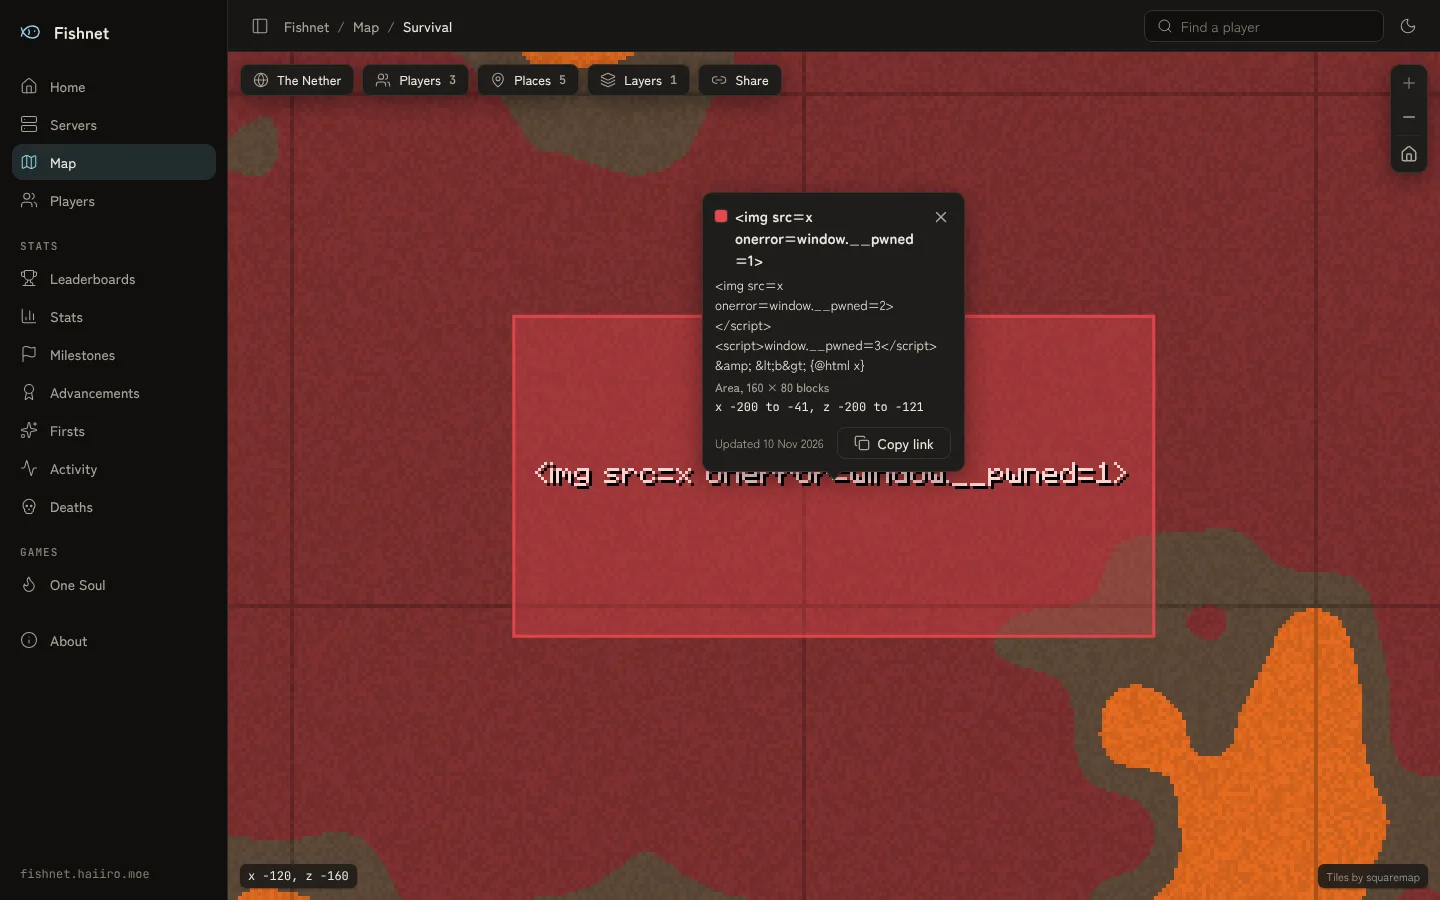 Fishnet
Home
Servers
Map
Players
STATS
Leaderboards
Stats
Milestones
Advancements
Firsts
Activity
Deaths
GAMES
One Soul
About
fishnet.haiiro.moe
Fishnet / Map / Survival
Find a player
The Nether
Players 3
Places 5
Layers 1
Share
<img src=x
onerror=window.__pwned
=1>
<img src=x
onerror=window.__pwned=2>
</script>
<script>window.__pwned=3</script>
&amp; &lt;b&gt; {@html x}
Area, 160 × 80 blocks
x -200 to -41, z -200 to -121
Updated 10 Nov 2026
Copy link
<img src=x onerror=window.__pwned=1>
x -120, z -160
Tiles by squaremap